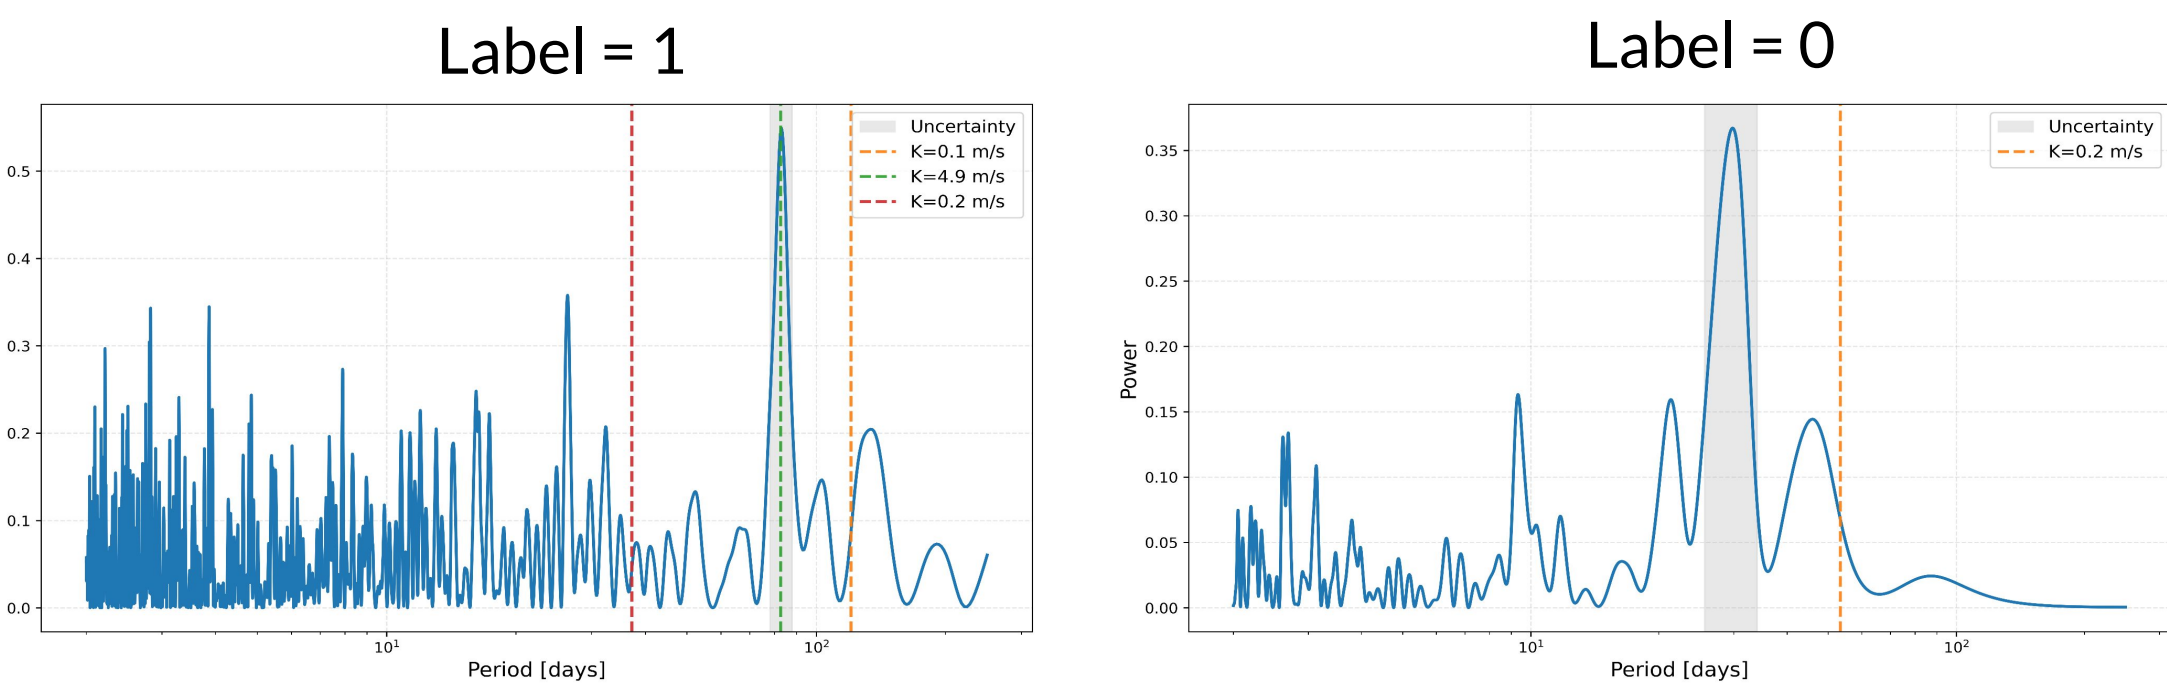 Label = 1
Label = 0
Uncertainty
K=0.1 m/s
K=4.9 m/s
K=0.2 m/s
0.5
0.4
0.3
0.2
0.1
0.0
10¹
10²
Period [days]
Uncertainty
K=0.2 m/s
Power
0.35
0.30
0.25
0.20
0.15
0.10
0.05
0.00
10¹
10²
Period [days]